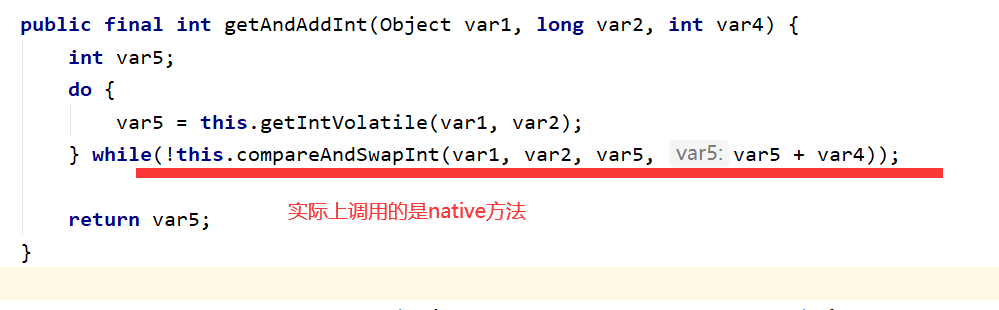 public final int getAndAddInt(Object var1, long var2, int var4) {
int var5;
do {
var5 = this.getIntVolatile(var1, var2);
} while(!this.compareAndSwapInt(var1, var2, var5, var5: var5 + var4));
实际上调用的是native方法
return var5;
}